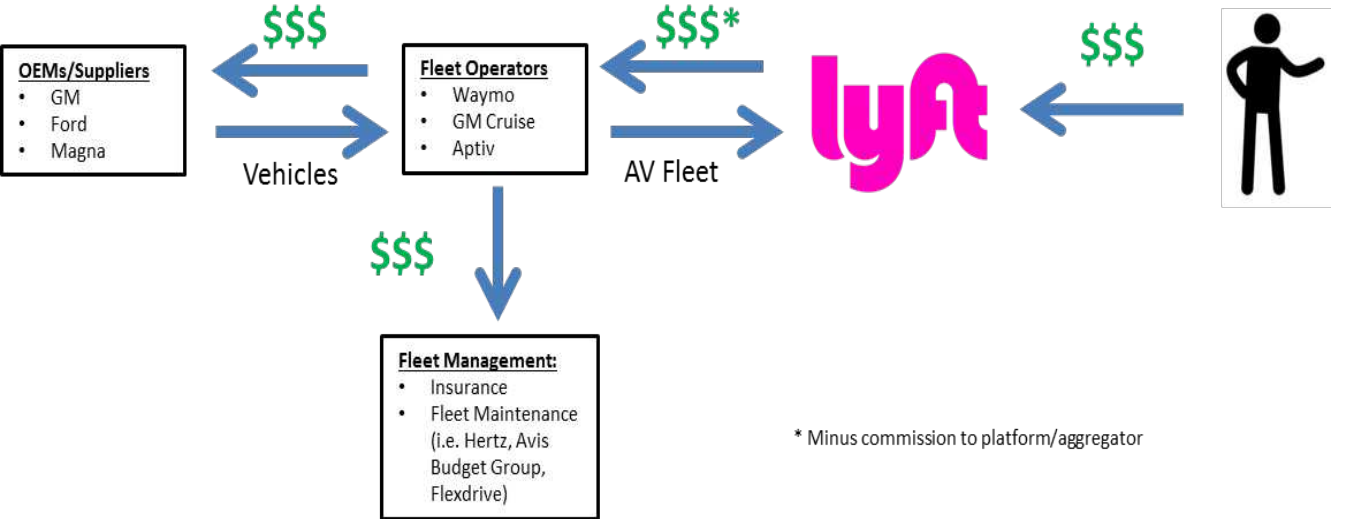 $$$
$$$*
$$$
OEMs/Suppliers
• GM
• Ford
• Magna
Vehicles
Fleet Operators
• Waymo
• GM Cruise
• Aptiv
AV Fleet
lyft
$$$
Fleet Management:
• Insurance
• Fleet Maintenance
(i.e. Hertz, Avis
Budget Group,
Flexdrive)
* Minus commission to platform/aggregator